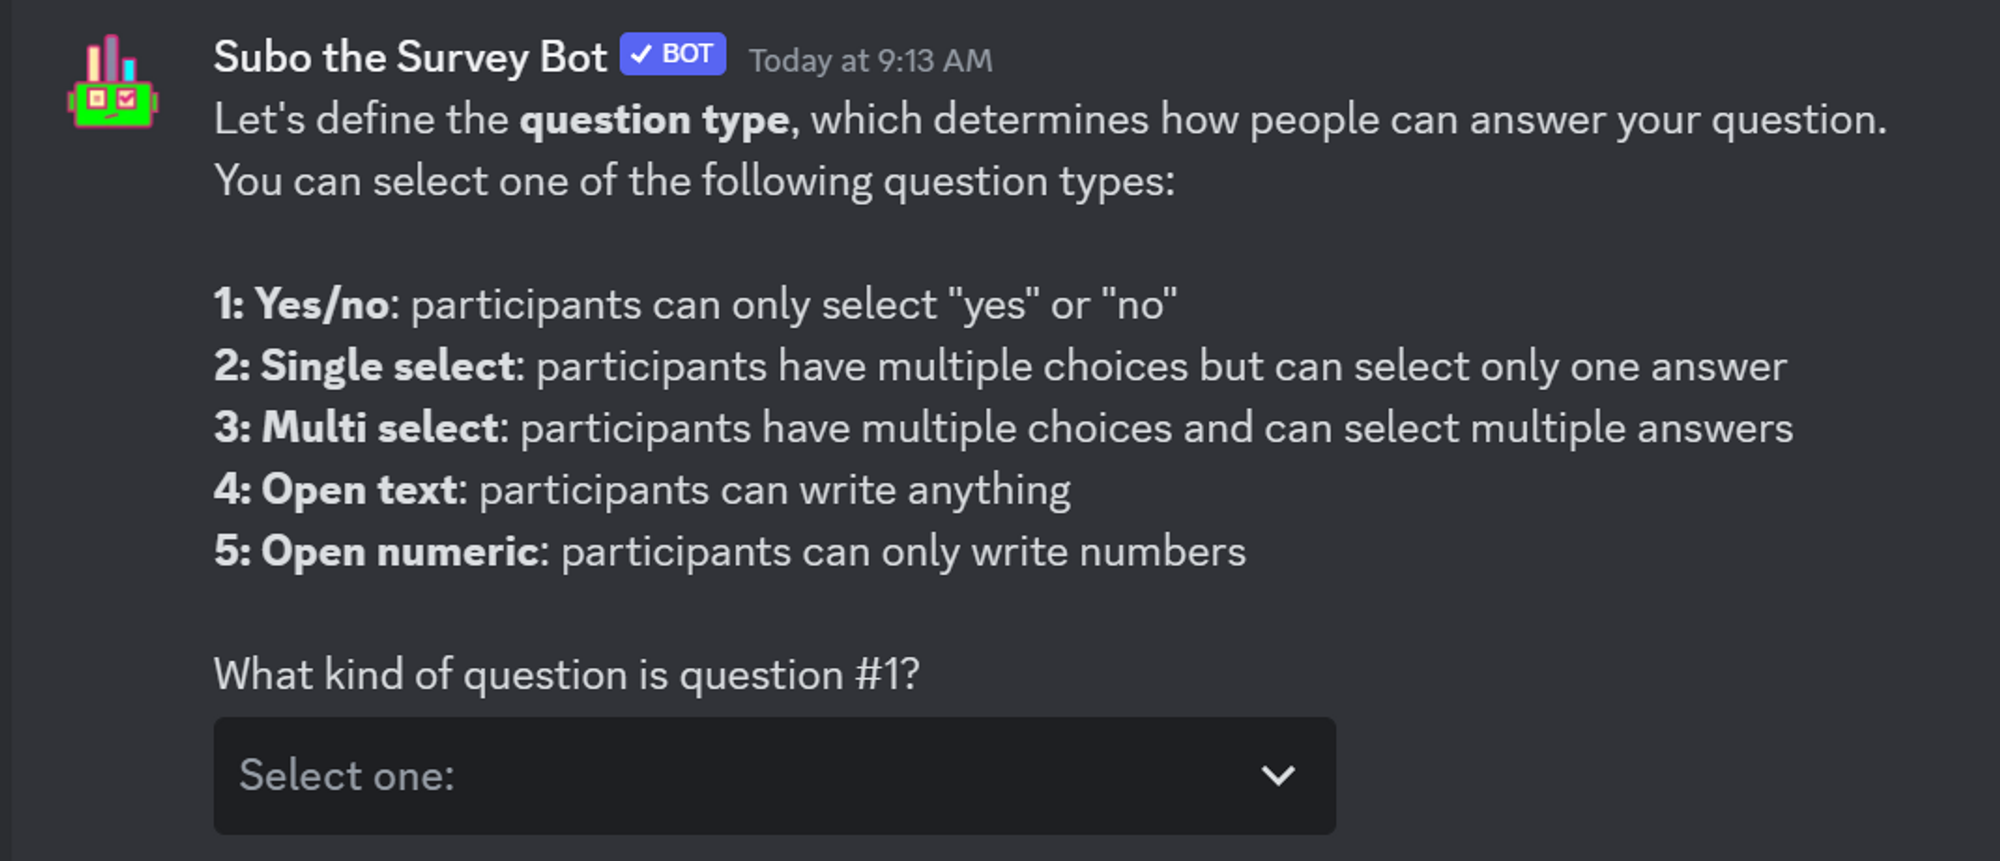 Subo the Survey Bot ✓ BOT Today at 9:13 AM
Let's define the question type, which determines how people can answer your question.
You can select one of the following question types:
1: Yes/no: participants can only select "yes" or "no"
2: Single select: participants have multiple choices but can select only one answer
3: Multi select: participants have multiple choices and can select multiple answers
4: Open text: participants can write anything
5: Open numeric: participants can only write numbers
What kind of question is question #1?
Select one: